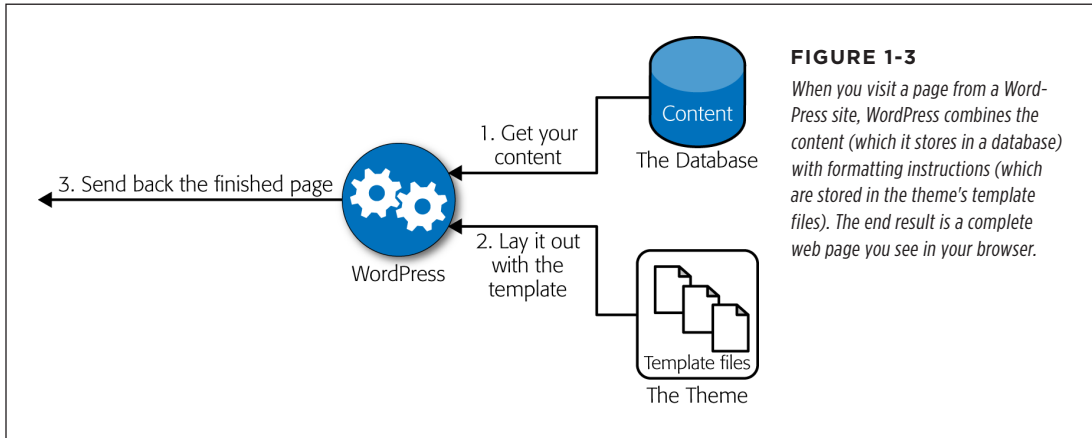 FIGURE 1-3
When you visit a page from a Word-
Press site, WordPress combines the
content (which it stores in a database)
with formatting instructions (which
are stored in the theme's template
files). The end result is a complete
web page you see in your browser.
Content
The Database
1. Get your
content
3. Send back the finished page
WordPress
2. Lay it out
with the
template
Template files
The Theme